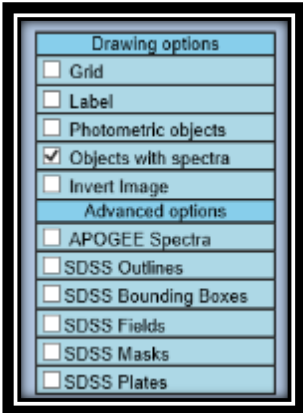 Drawing options
Grid
Label
Photometric objects
Objects with spectra
Invert Image
Advanced options
APOGEE Spectra
SDSS Outlines
SDSS Bounding Boxes
SDSS Fields
SDSS Masks
SDSS Plates